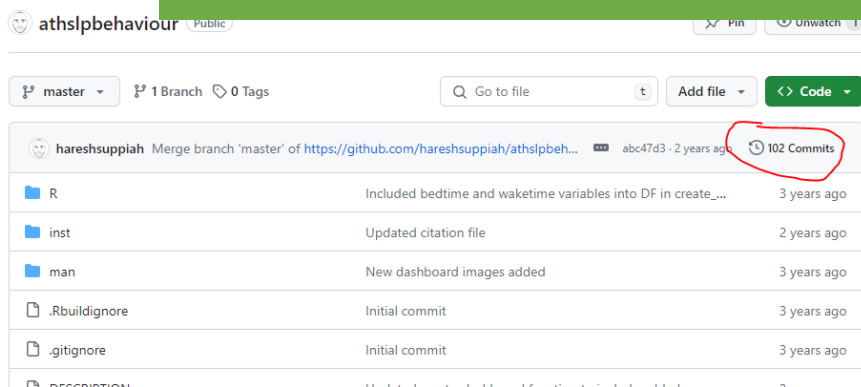 athslpbehaviour Public Pin Unwatch 1
master 1 Branch 0 Tags Go to file t Add file Code
hareshsuppiah Merge branch 'master' of https://github.com/hareshsuppiah/athslpbeh... abc47d3 · 2 years ago 102 Commits
R Included bedtime and waketime variables into DF in create_... 3 years ago
inst Updated citation file 2 years ago
man New dashboard images added 3 years ago
.Rbuildignore Initial commit 3 years ago
.gitignore Initial commit 3 years ago
DESCRIPTION